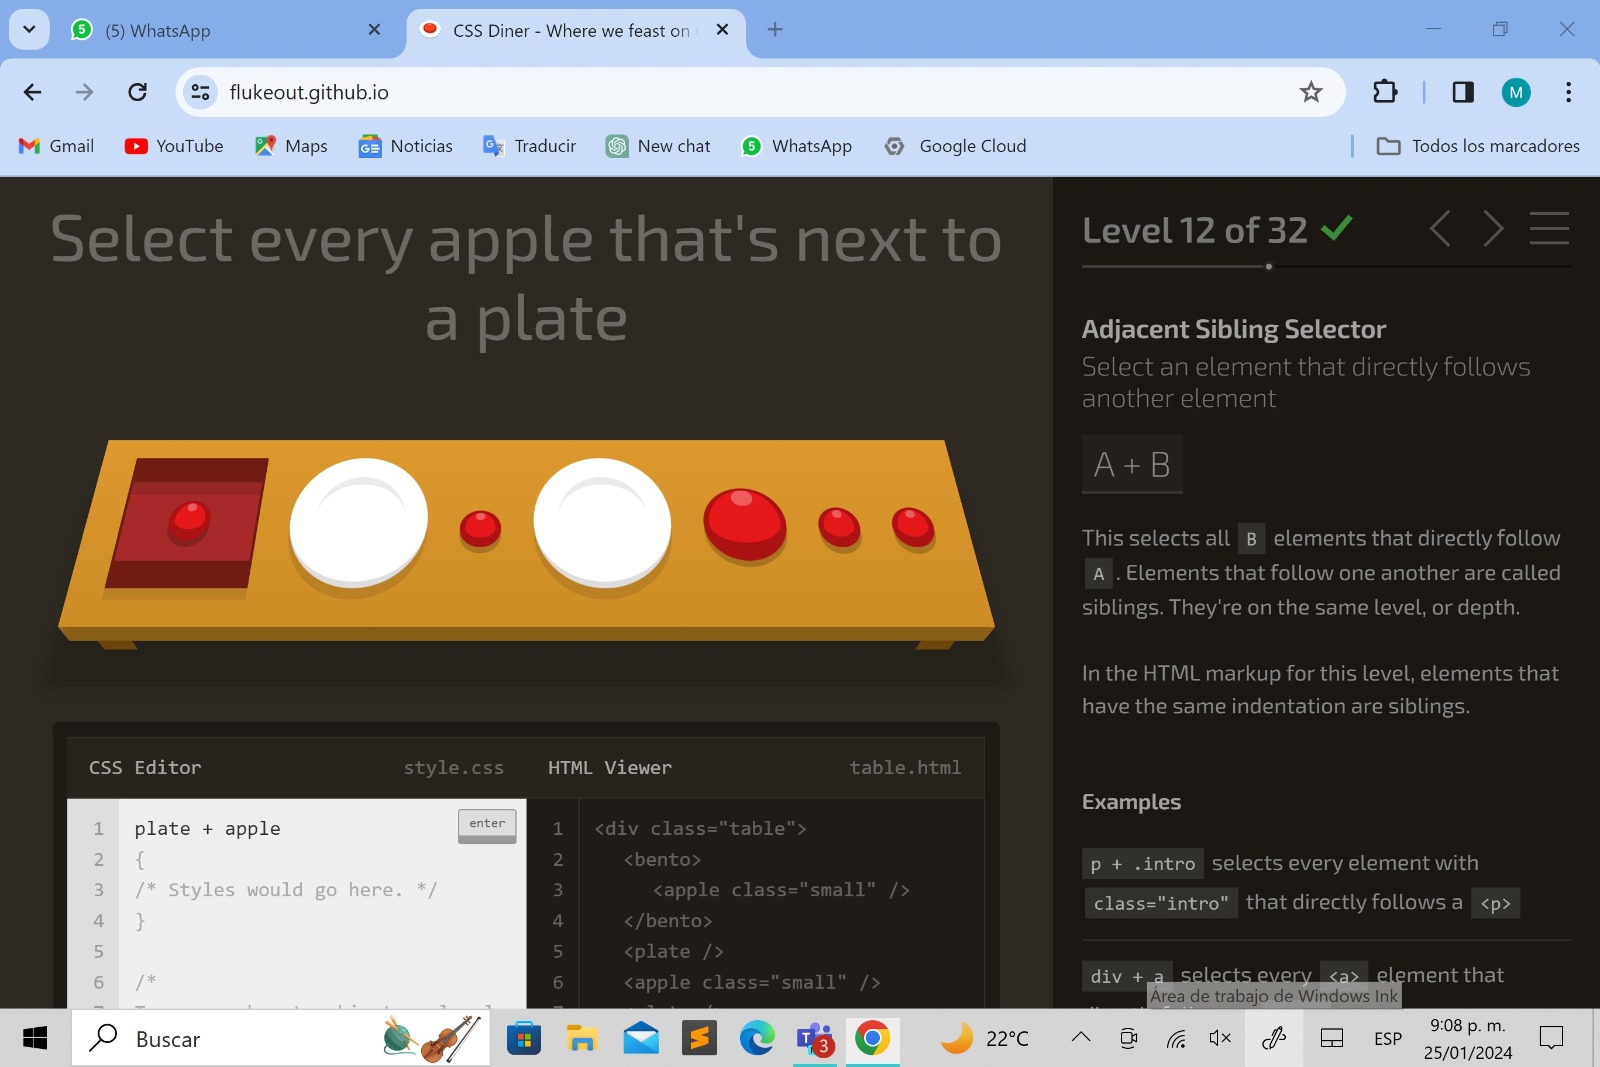 (5) WhatsApp
CSS Diner - Where we feast on
flukeout.github.io
M
Gmail
YouTube
Maps
Noticias
Traducir
New chat
WhatsApp
Google Cloud
Todos los marcadores
Select every apple that's next to
a plate
CSS Editor
style.css
HTML Viewer
table.html
1 plate + apple
enter
2 {
3 /* Styles would go here. */
4 }
5
6 /*
1 <div class="table">
2 <bento>
3 <apple class="small" />
4 </bento>
5 <plate />
6 <apple class="small" />
Level 12 of 32
Adjacent Sibling Selector
Select an element that directly follows
another element
A + B
This selects all B elements that directly follow
A . Elements that follow one another are called
siblings. They're on the same level, or depth.
In the HTML markup for this level, elements that
have the same indentation are siblings.
Examples
p + .intro selects every element with
class="intro" that directly follows a <p>
div + a selects every <a> element that
Área de trabajo de Windows Ink
Buscar
3
22°C
ESP
9:08 p. m.
25/01/2024